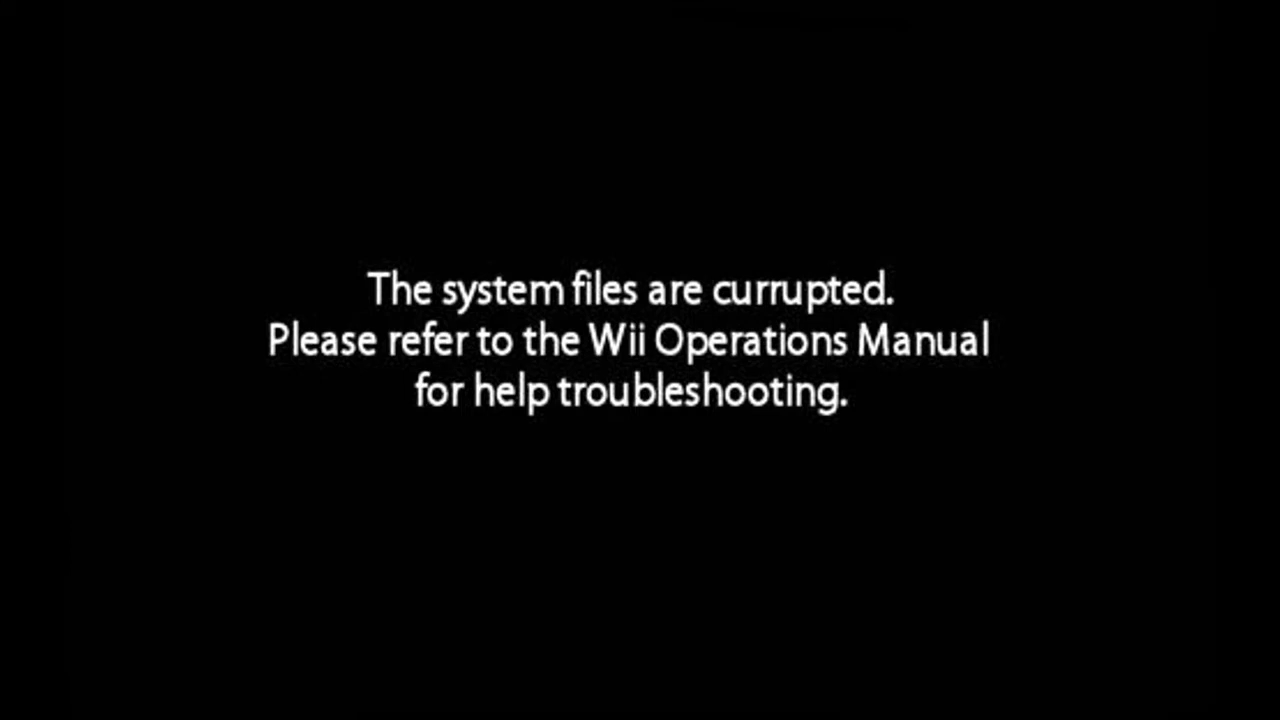 The system files are currupted.
Please refer to the Wii Operations Manual
for help troubleshooting.